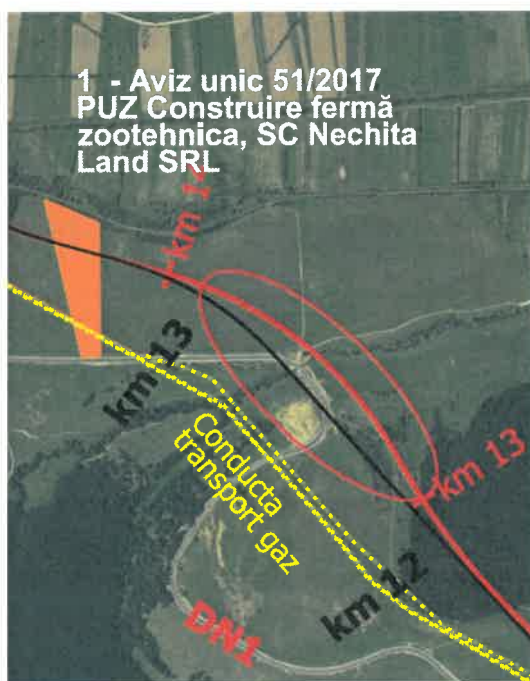 1 - Aviz unic 51/2017
PUZ Construire fermă
zootehnica, SC Nechita
Land SRL
km 14
km 13
km 13
Conducta
transport gaz
km 12
DN1